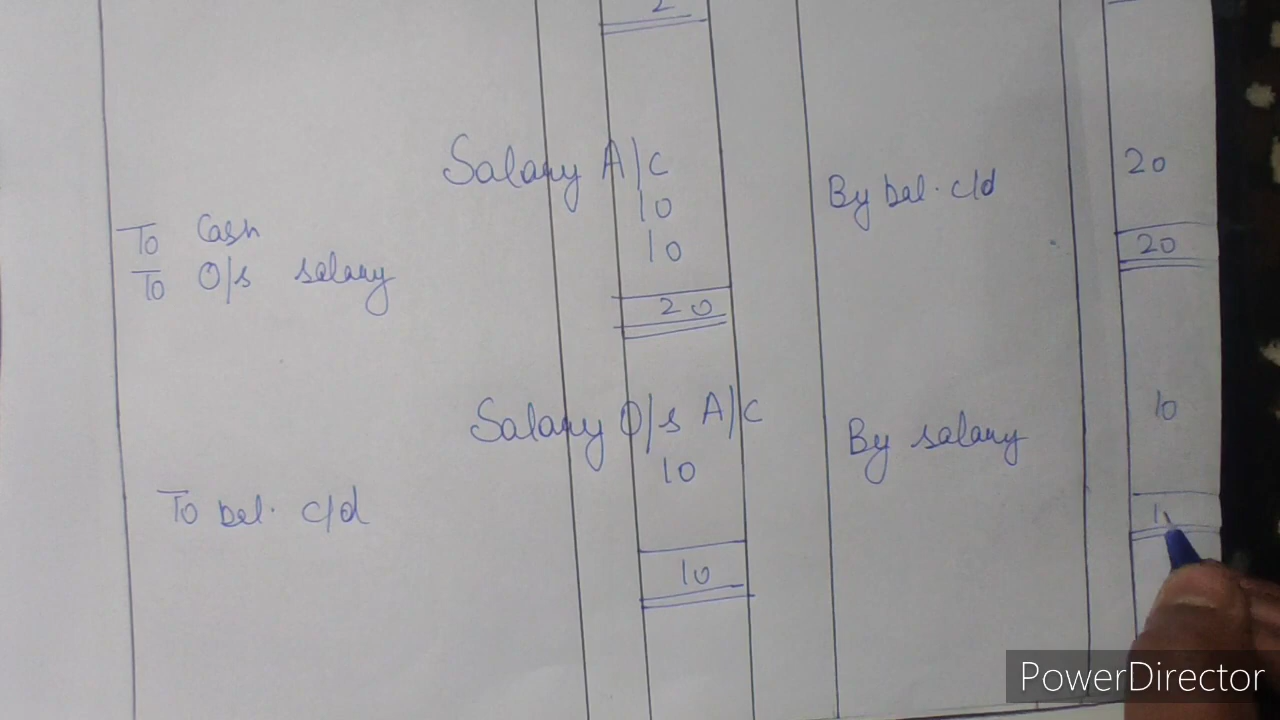 2
Salary A/c
To Cash 10 By bal. c/d 20
To O/s salary 10
20 20
Salary O/s A/c
To bal. c/d 10 By salary 10
10 1
PowerDirector